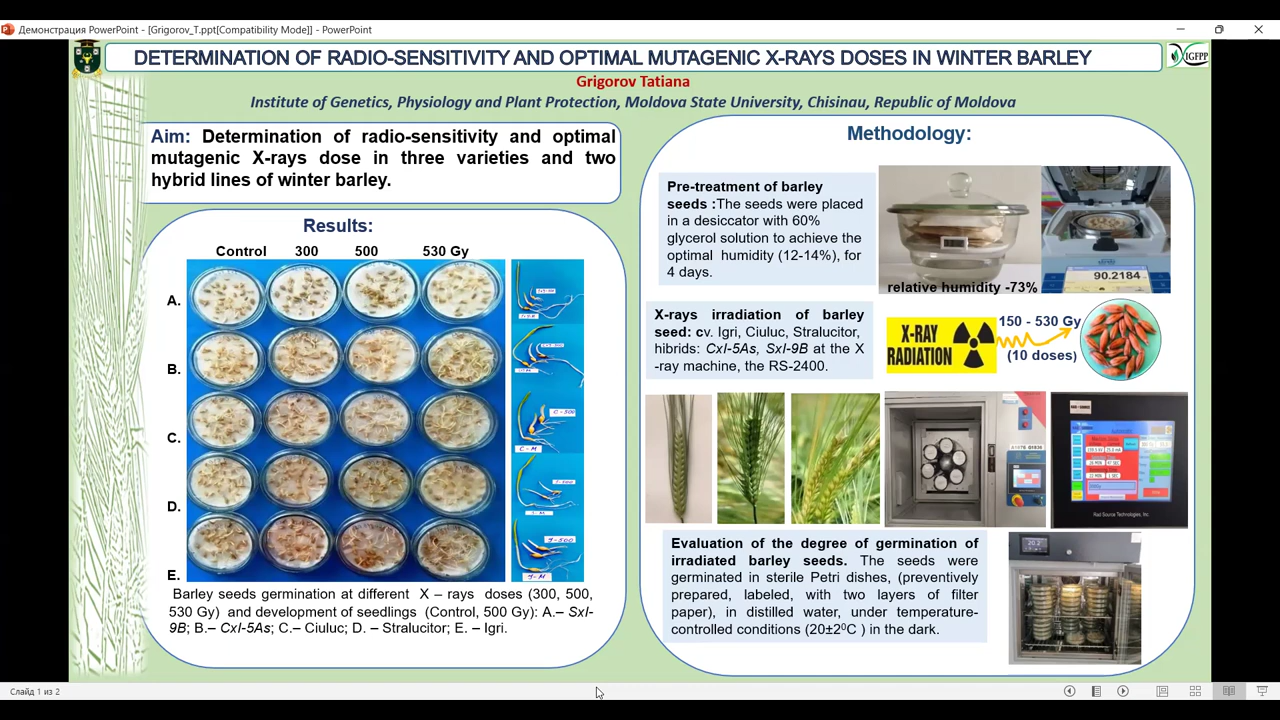 Демонстрация PowerPoint - [Grigorov_T.ppt[Compatibility Mode]] - PowerPoint
DETERMINATION OF RADIO-SENSITIVITY AND OPTIMAL MUTAGENIC X-RAYS DOSES IN WINTER BARLEY
IGFPP
Grigorov Tatiana
Institute of Genetics, Physiology and Plant Protection, Moldova State University, Chisinau, Republic of Moldova
Aim: Determination of radio-sensitivity and optimal
mutagenic X-rays dose in three varieties and two
hybrid lines of winter barley.
Results:
Control 300 500 530 Gy
A.
B.
C.
D.
E.
C-500
C-M
J-500
J-M
Barley seeds germination at different X – rays doses (300, 500,
530 Gy) and development of seedlings (Control, 500 Gy): A.– SxI-
9B; B.– CxI-5As; C.– Ciuluc; D. – Stralucitor; E. – Igri.
Methodology:
Pre-treatment of barley
seeds :The seeds were placed
in a desiccator with 60%
glycerol solution to achieve the
optimal humidity (12-14%), for
4 days.
relative humidity -73%
90.2184
X-rays irradiation of barley
seed: cv. Igri, Ciuluc, Stralucitor,
hibrids: CxI-5As, SxI-9B at the X
-ray machine, the RS-2400.
X-RAY
RADIATION
150 - 530 Gy
(10 doses)
Rad Source Technologies, Inc.
Evaluation of the degree of germination of
irradiated barley seeds. The seeds were
germinated in sterile Petri dishes, (preventively
prepared, labeled, with two layers of filter
paper), in distilled water, under temperature-
controlled conditions (20±2⁰C ) in the dark.
20.2
Слайд 1 из 2